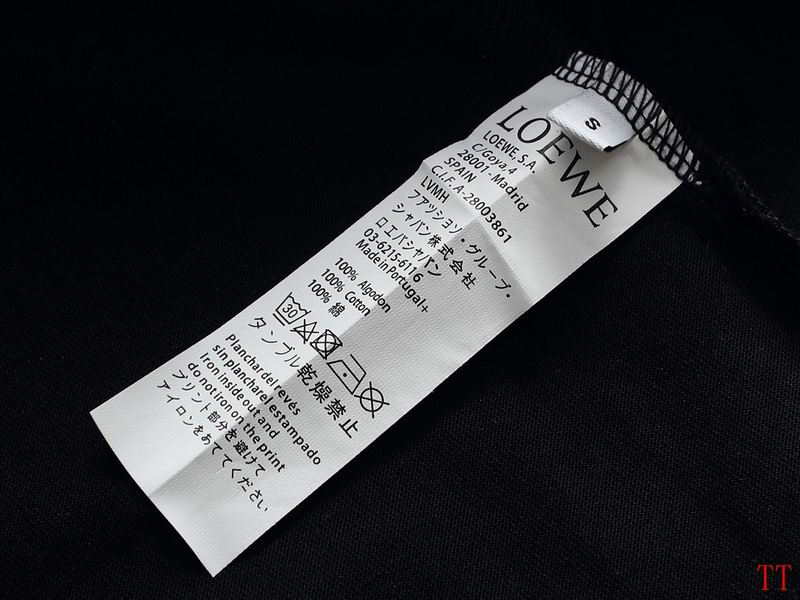 S
LOEWE
LOEWE, S.A.
C/Goya, 4
28001 - Madrid
SPAIN
C.I.F. A-28003861
LVMH
ファッション・グループ・
ジャパン株式会社
ロエベジャパン
03-6215-6116
Made in Portugal+
100% Algodon
100% Cotton
100% 綿
30
タンブル乾燥禁止
Planchar del revés
sin planchar el estampado
Iron inside out and
do not iron on the print
プリント部分を避けて
アイロンをあててください
TT